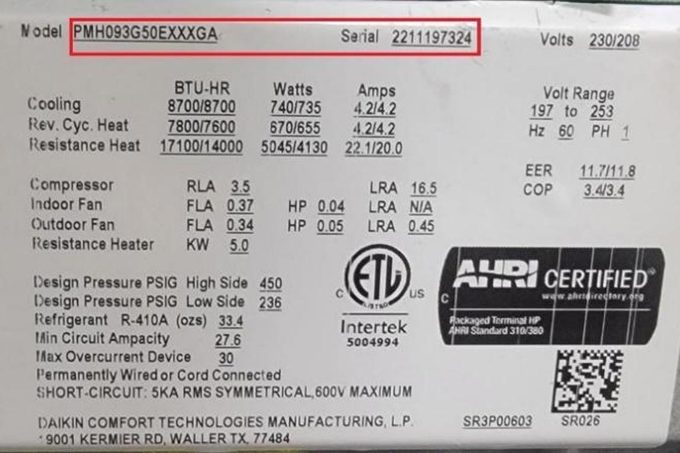 Model PMH093G50EXXXGA Serial 2211197324 Volts 230/208
BTU-HR Watts Amps
Cooling 8700/8700 740/735 4.2/4.2
Rev. Cyc. Heat 7800/7600 670/655 4.2/4.2
Resistance Heat 17100/14000 5045/4130 22.1/20.0
Volt Range
197 to 253
Hz 60 PH 1
EER 11.7/11.8
COP 3.4/3.4
Compressor RLA 3.5 LRA 16.5
Indoor Fan FLA 0.37 HP 0.04 LRA N/A
Outdoor Fan FLA 0.34 HP 0.05 LRA 0.45
Resistance Heater KW 5.0
Design Pressure PSIG High Side 450
Design Pressure PSIG Low Side 236
Refrigerant R-410A (ozs) 33.4
Min Circuit Ampacity 27.6
Max Overcurrent Device 30
Permanently Wired or Cord Connected
SHORT-CIRCUIT: 5KA RMS SYMMETRICAL,600V MAXIMUM
C ETL US
LISTED
Intertek
5004994
C AHRI CERTIFIED®
www.ahridirectory.org
Packaged Terminal HP
AHRI Standard 310/380
DAIKIN COMFORT TECHNOLOGIES MANUFACTURING, L.P.
19001 KERMIER RD, WALLER TX, 77484
SR3P00603 SR026